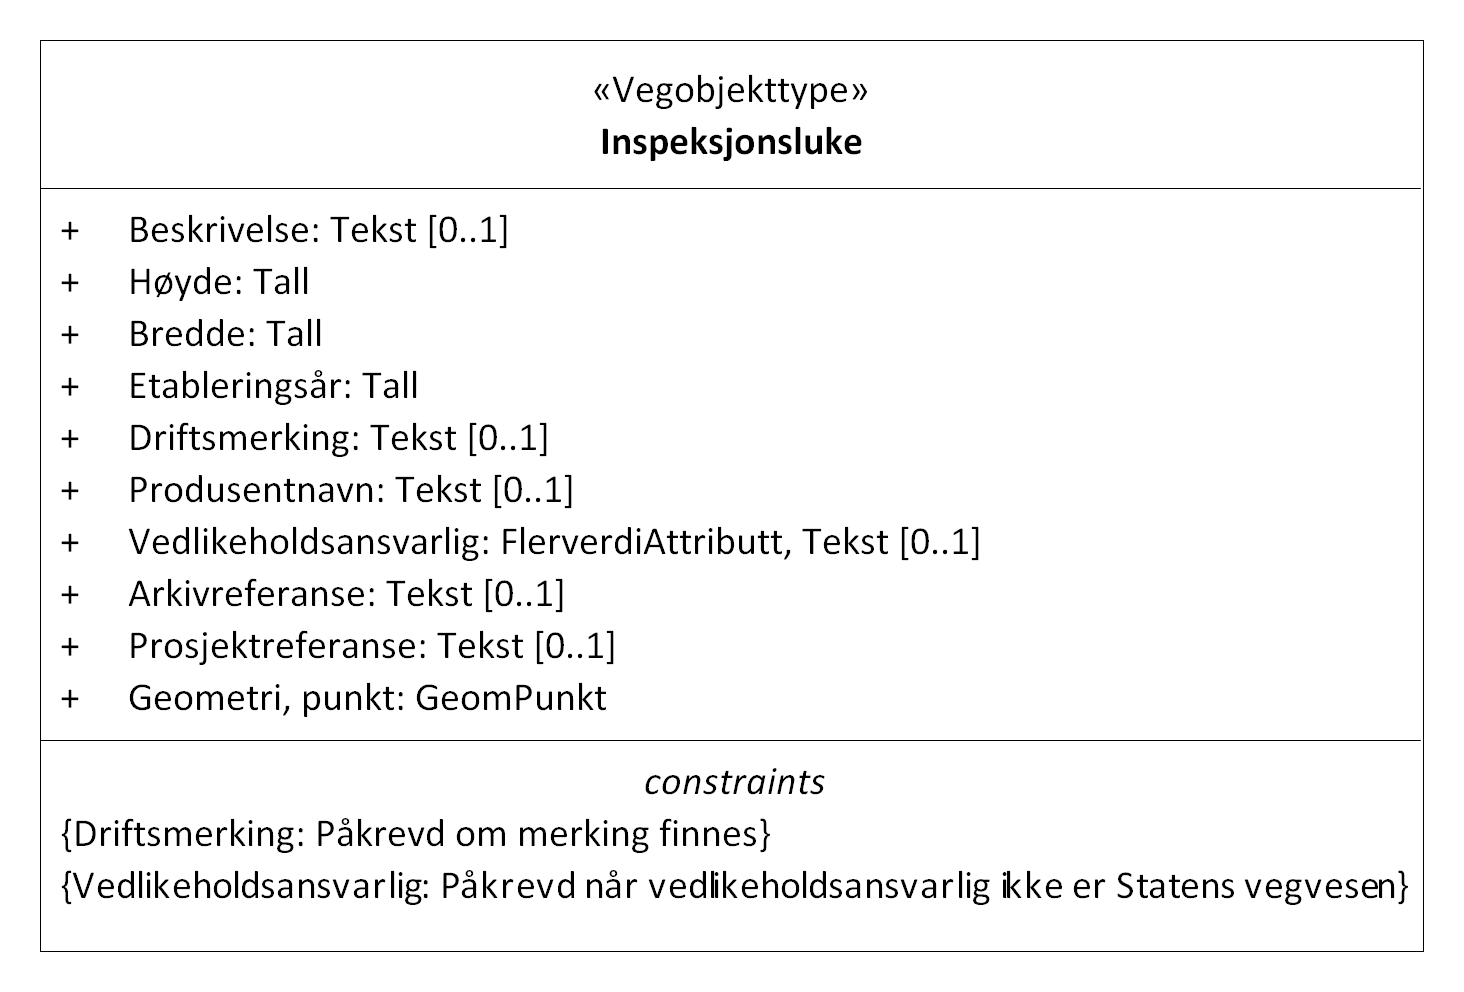 «Vegobjekttype»
Inspeksjonsluke
+ Beskrivelse: Tekst [0..1]
+ Høyde: Tall
+ Bredde: Tall
+ Etableringsår: Tall
+ Driftsmerking: Tekst [0..1]
+ Produsentnavn: Tekst [0..1]
+ Vedlikeholdsansvarlig: FlerverdiAttributt, Tekst [0..1]
+ Arkivreferanse: Tekst [0..1]
+ Prosjektreferanse: Tekst [0..1]
+ Geometri, punkt: GeomPunkt
constraints
{Driftsmerking: Påkrevd om merking finnes}
{Vedlikeholdsansvarlig: Påkrevd når vedlikeholdsansvarlig ikke er Statens vegvesen}